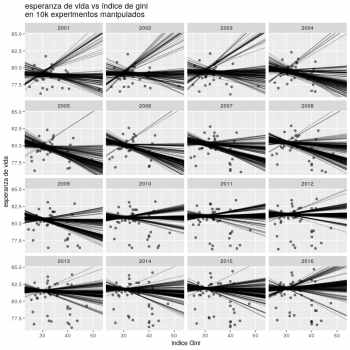 esperanza de vida vs índice de gini
en 10k experimentos manipulados
2001 2002 2003 2004
85.0
82.5
80.0
77.5
2005 2006 2007 2008
85.0
82.5
80.0
77.5
2009 2010 2011 2012
85.0
82.5
80.0
77.5
2013 2014 2015 2016
85.0
82.5
80.0
77.5
30 40 50 30 40 50 30 40 50 30 40 50
esperanza de vida
índice Gini